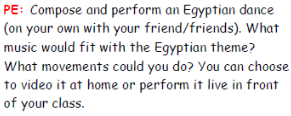 PE: Compose and perform an Egyptian dance
(on your own with your friend/friends). What
music would fit with the Egyptian theme?
What movements could you do? You can choose
to video it at home or perform it live in front
of your class.